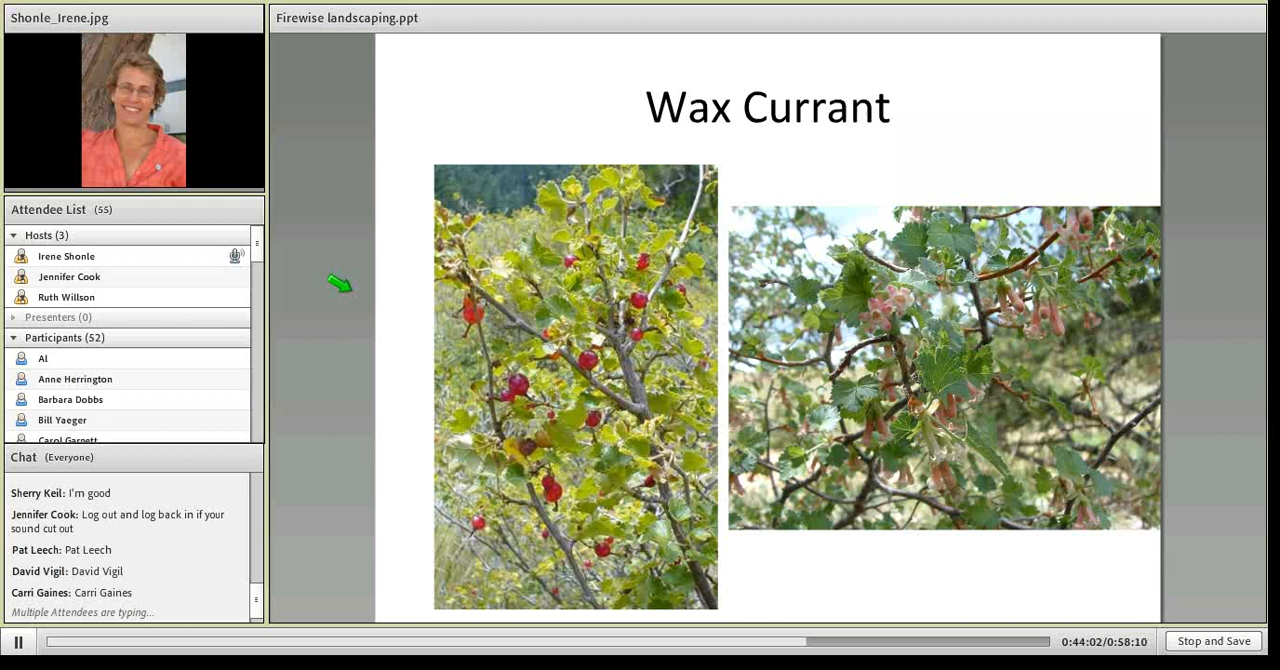 Shonle_Irene.jpg
Attendee List (55)
Hosts (3)
Irene Shonle
Jennifer Cook
Ruth Willson
Presenters (0)
Participants (52)
Al
Anne Herrington
Barbara Dobbs
Bill Yaeger
Carol Garnett
Chat (Everyone)
Sherry Keil: I'm good
Jennifer Cook: Log out and log back in if your
sound cut out
Pat Leech: Pat Leech
David Vigil: David Vigil
Carri Gaines: Carri Gaines
Multiple Attendees are typing...
Firewise landscaping.ppt
Wax Currant
0:44:02/0:58:10
Stop and Save